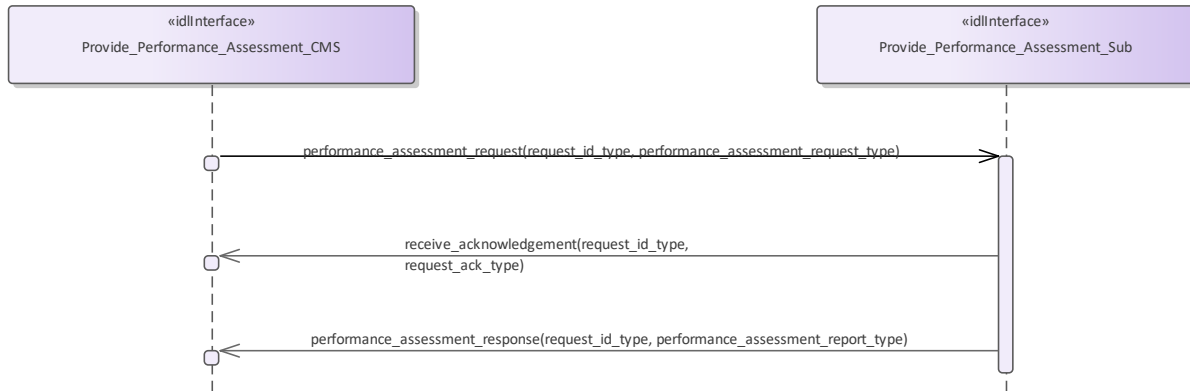 «idlInterface»
«idlInterface»
Provide_Performance_Assessment_CMS
Provide_Performance_Assessment_Sub
performance_assessment_request(request_id_type, performance_assessment_request_type)
receive_acknowledgement(request_id_type,
request_ack_type)
performance_assessment_response(request_id_type, performance_assessment_report_type)